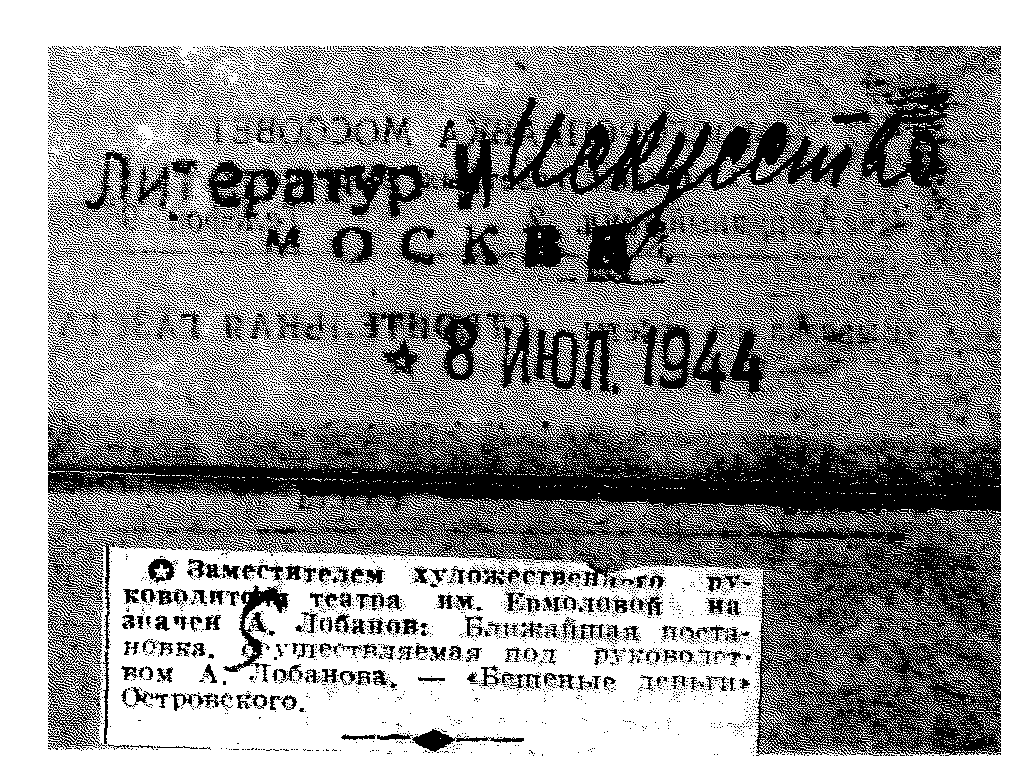 Литератур и Искусство
МОСКВА
8 ИЮЛ. 1944
Заместителем художественного ру-
ководителя театра им. Ермоловой на
значен А. Лобанов: Ближайшая поста-
новка, осуществляемая под руководст-
вом А. Лобанова, — «Бешеные деньги»
Островского.